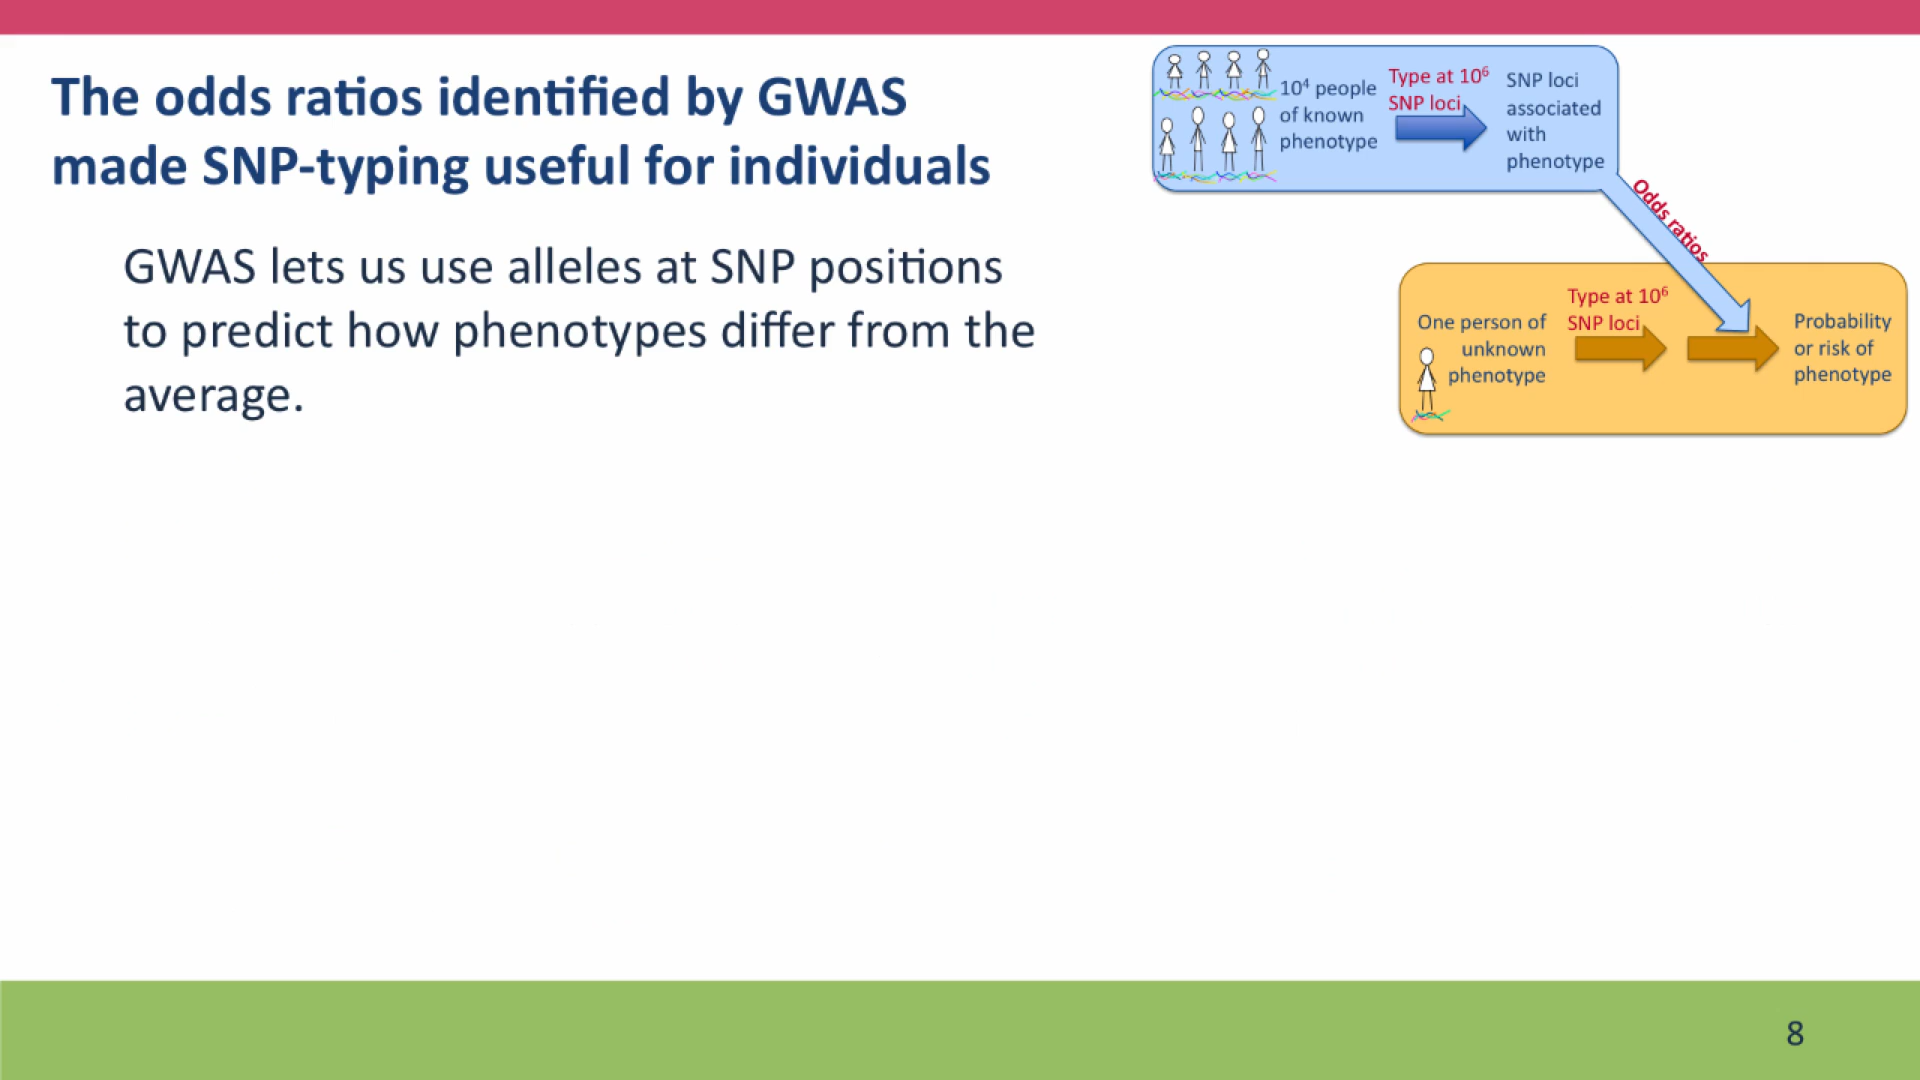 The odds ratios identified by GWAS
made SNP-typing useful for individuals
GWAS lets us use alleles at SNP positions
to predict how phenotypes differ from the
average.
10⁴ people
of known
phenotype
Type at 10⁶
SNP loci
SNP loci
associated
with
phenotype
Odds ratios
One person of
unknown
phenotype
Type at 10⁶
SNP loci
Probability
or risk of
phenotype
8